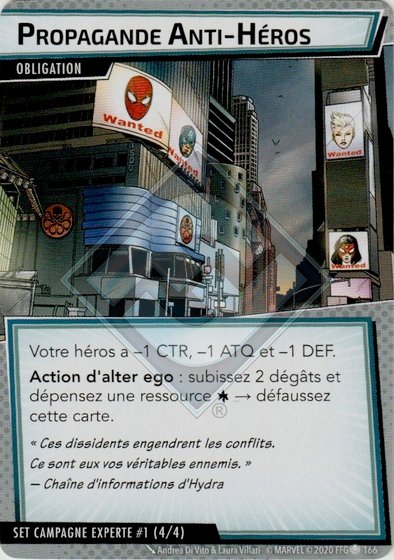 Propagande Anti-Héros
OBLIGATION
Wanted
Wanted
Wanted
Wanted
Votre héros a –1 CTR, –1 ATQ et –1 DEF.
Action d'alter ego : subissez 2 dégâts et
dépensez une ressource → défaussez
cette carte.
« Ces dissidents engendrent les conflits.
Ce sont eux vos véritables ennemis. »
— Chaîne d'informations d'Hydra
SET CAMPAGNE EXPERTE #1 (4/4)
Andrea Di Vito & Laura Villari © MARVEL © 2020 FFG 166